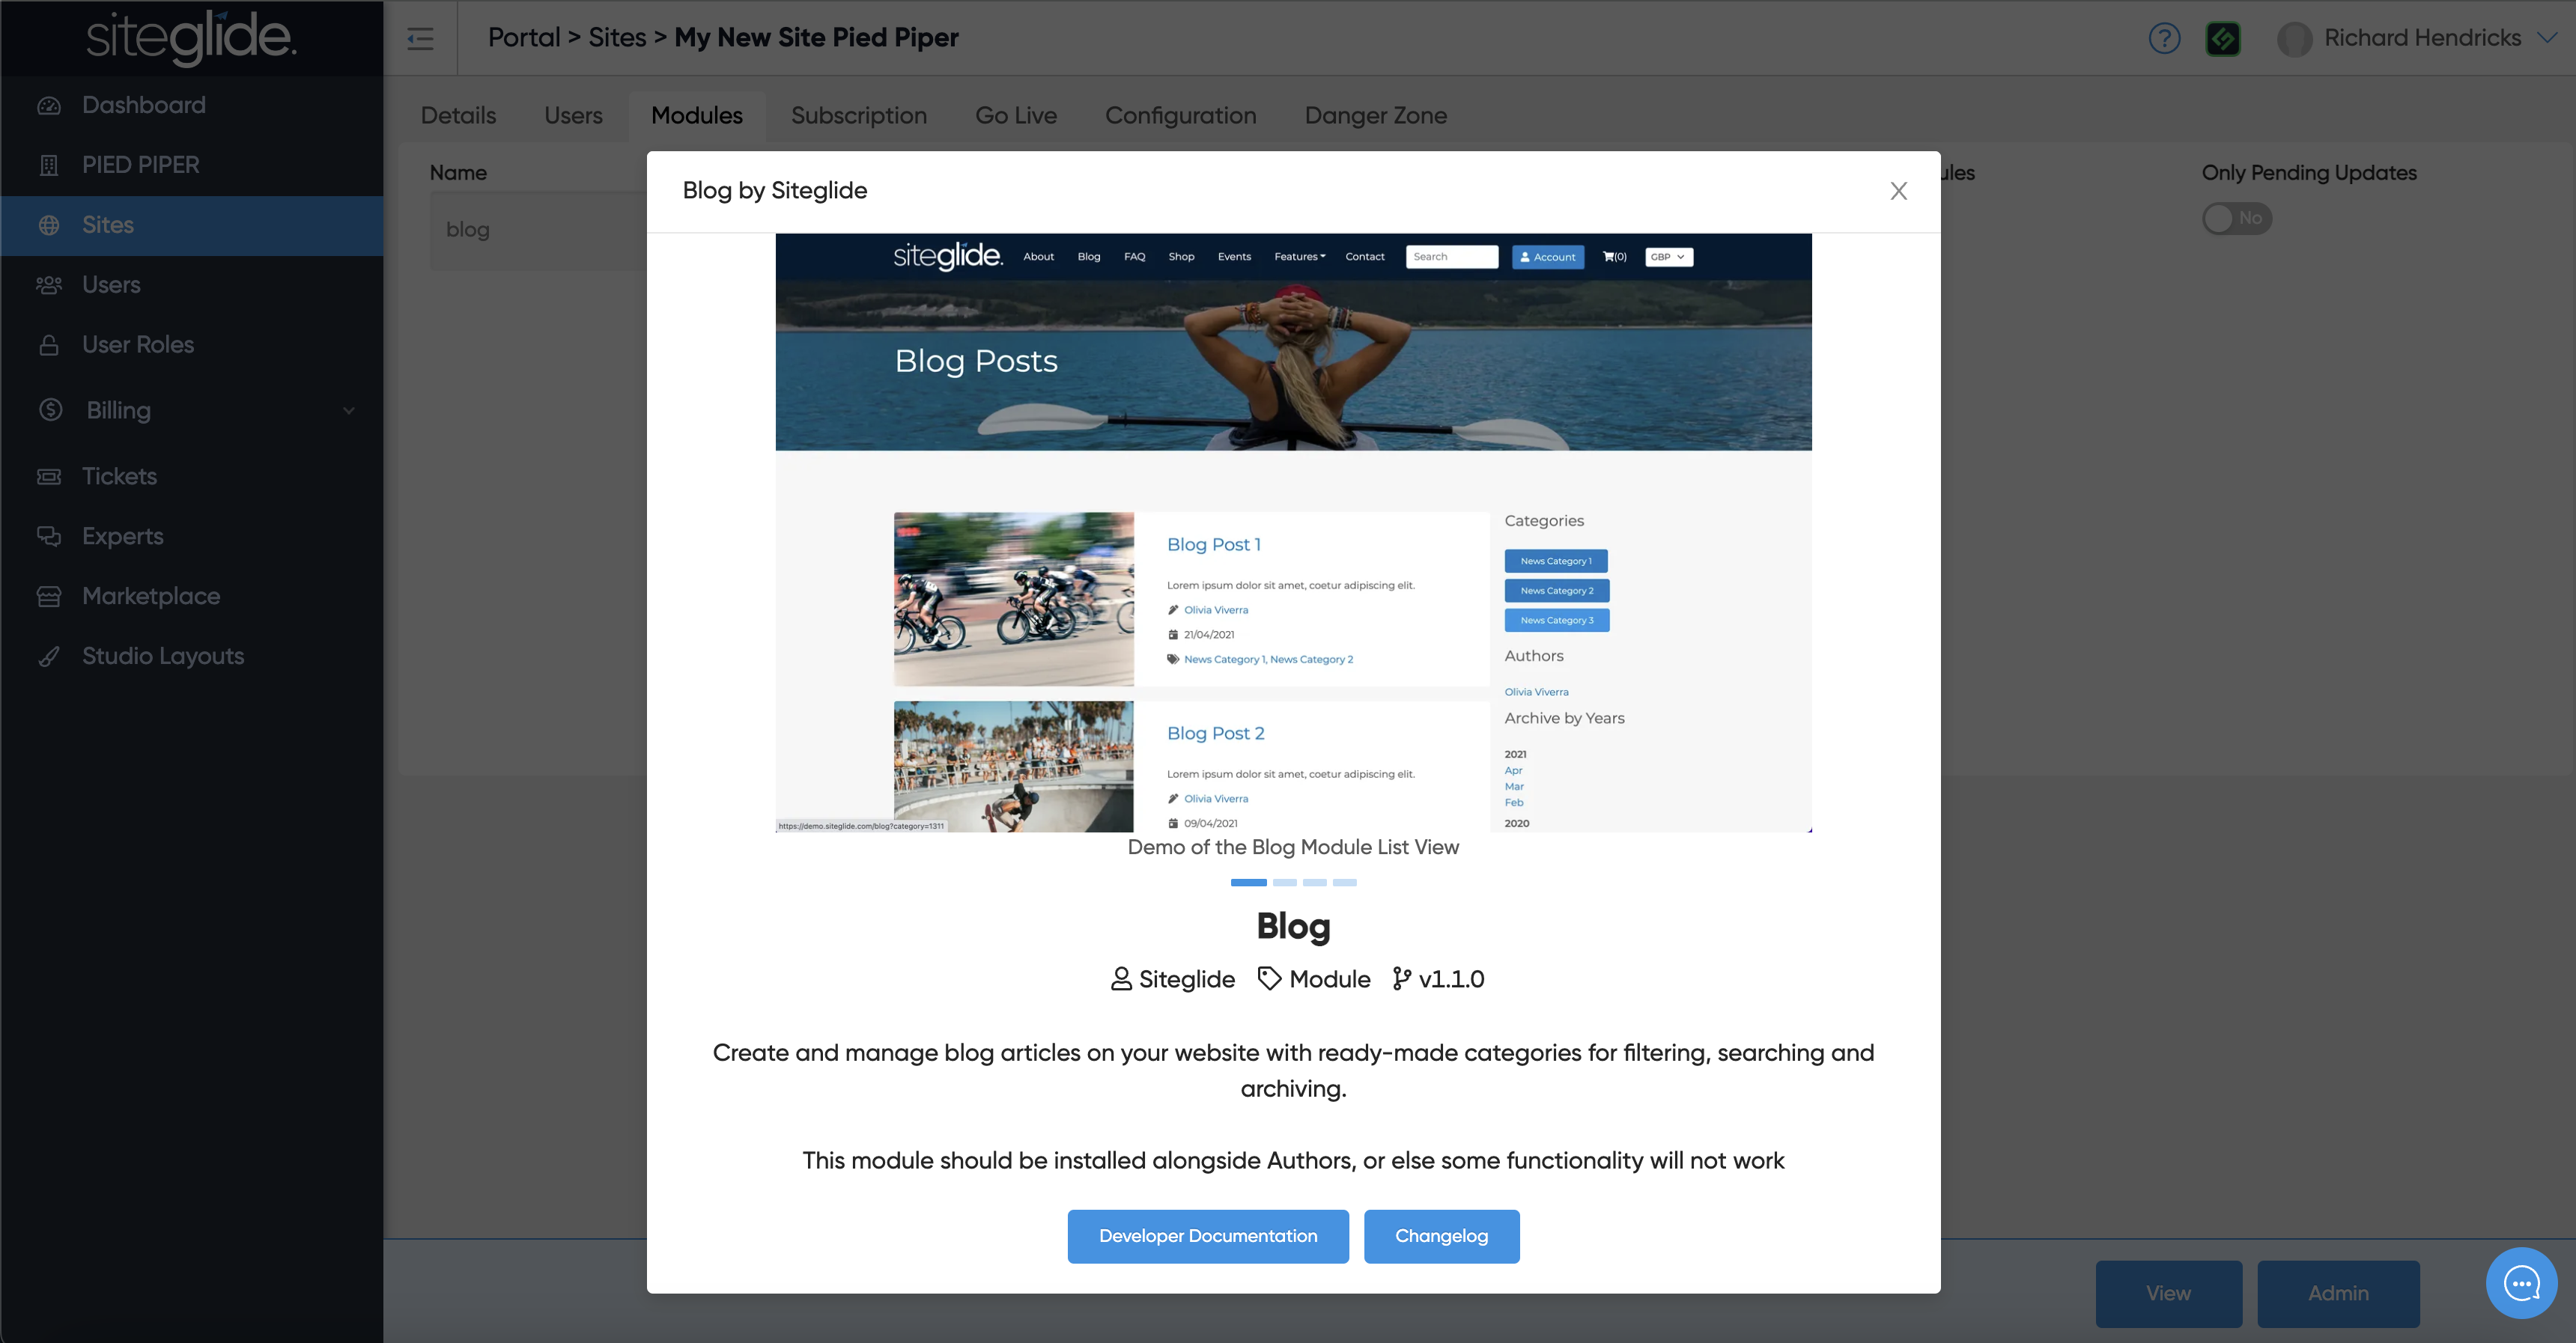 siteglide.
Portal > Sites > My New Site Pied Piper
Richard Hendricks
Dashboard
PIED PIPER
Sites
Users
User Roles
Billing
Tickets
Experts
Marketplace
Studio Layouts
Details
Users
Modules
Subscription
Go Live
Configuration
Danger Zone
Name
blog
ules
Only Pending Updates
No
Blog by Siteglide
siteglide.
About
Blog
FAQ
Shop
Events
Features
Contact
Search
Account
(0)
GBP
Blog Posts
Blog Post 1
Lorem ipsum dolor sit amet, coetur adipiscing elit.
Olivia Viverra
21/04/2021
News Category 1, News Category 2
Blog Post 2
Lorem ipsum dolor sit amet, coetur adipiscing elit.
Olivia Viverra
09/04/2021
Categories
News Category 1
News Category 2
News Category 3
Authors
Olivia Viverra
Archive by Years
2021
Apr
Mar
Feb
2020
https://demo.siteglide.com/blog?category=1311
Demo of the Blog Module List View
Blog
Siteglide
Module
v1.1.0
Create and manage blog articles on your website with ready-made categories for filtering, searching and
archiving.
This module should be installed alongside Authors, or else some functionality will not work
Developer Documentation
Changelog
View
Admin